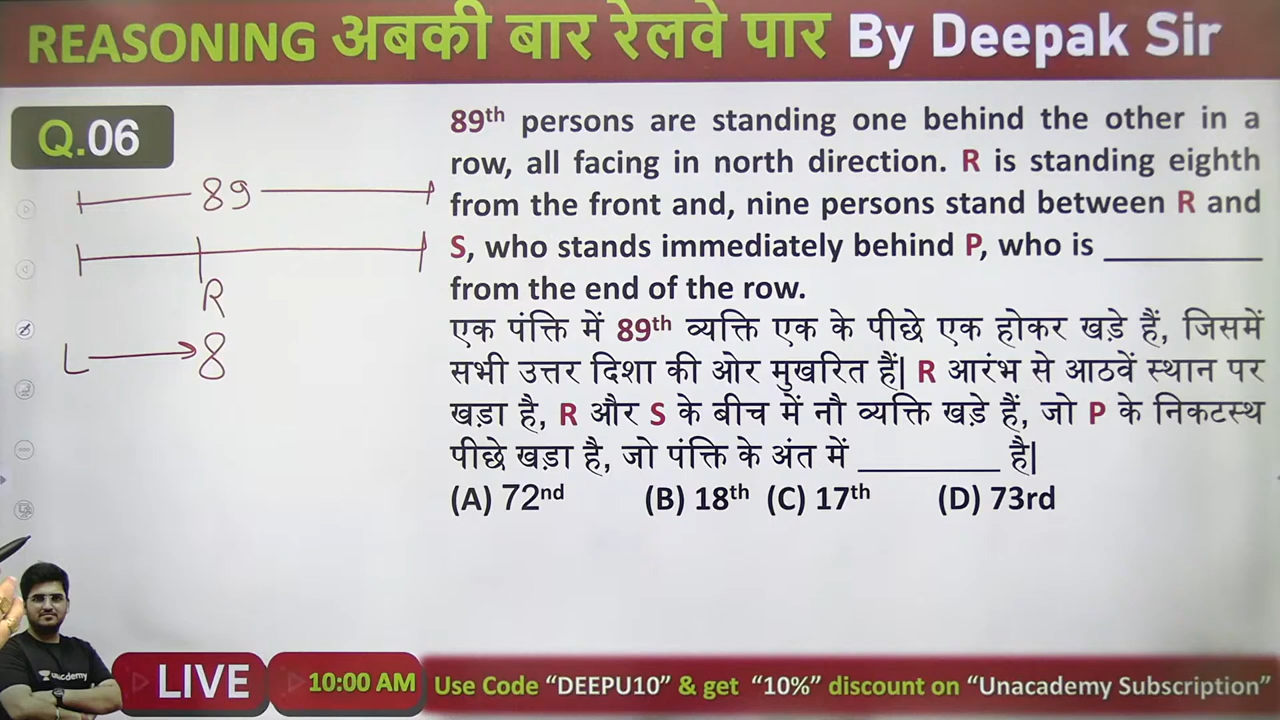 REASONING अबकी बार रेलवे पार By Deepak Sir
Q.06
89
R
L 8
89th persons are standing one behind the other in a
row, all facing in north direction. R is standing eighth
from the front and, nine persons stand between R and
S, who stands immediately behind P, who is __________
from the end of the row.
एक पंक्ति में 89th व्यक्ति एक के पीछे एक होकर खड़े हैं, जिसमें
सभी उत्तर दिशा की ओर मुखरित हैं| R आरंभ से आठवें स्थान पर
खड़ा है, R और S के बीच में नौ व्यक्ति खड़े हैं, जो P के निकटस्थ
पीछे खड़ा है, जो पंक्ति के अंत में _________ है|
(A) 72nd (B) 18th (C) 17th (D) 73rd
unacademy
LIVE
10:00 AM
Use Code “DEEPU10” & get “10%” discount on “Unacademy Subscription”